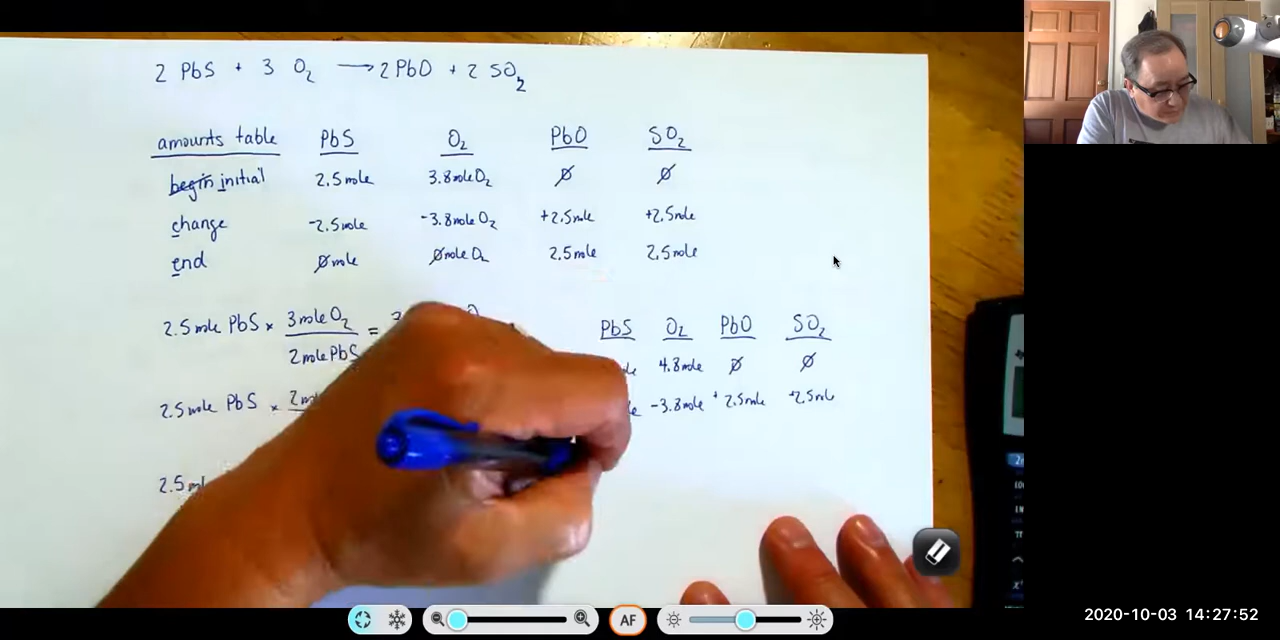 2 PbS + 3 O₂ ⟶ 2 PbO + 2 SO₂
amounts table PbS O₂ PbO SO₂
begin initial 2.5 mole 3.8 mole O₂ ∅ ∅
change -2.5 mole -3.8 mole O₂ +2.5 mole +2.5 mole
end ∅ mole ∅ mole O₂ 2.5 mole 2.5 mole
2.5 mole PbS × 3 mole O₂ =
2 mole PbS
2.5 mole PbS ×
2.5
PbS O₂ PbO SO₂
4.8 mole ∅ ∅
-3.8 mole +2.5 mole +2.5 mole
AF
2020-10-03 14:27:52